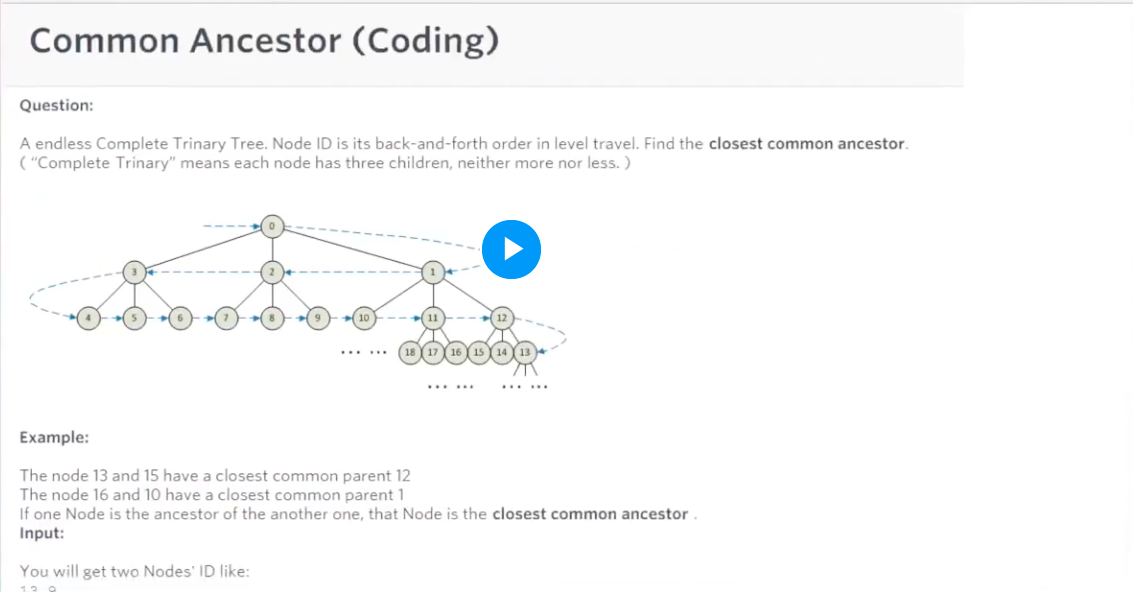 Common Ancestor (Coding)
Question:
A endless Complete Trinary Tree. Node ID is its back-and-forth order in level travel. Find the closest common ancestor.
( “Complete Trinary” means each node has three children, neither more nor less. )
0
3 2 1
4 5 6 7 8 9 10 11 12
... ... 18 17 16 15 14 13
... ... ... ...
Example:
The node 13 and 15 have a closest common parent 12
The node 16 and 10 have a closest common parent 1
If one Node is the ancestor of the another one, that Node is the closest common ancestor .
Input:
You will get two Nodes' ID like: